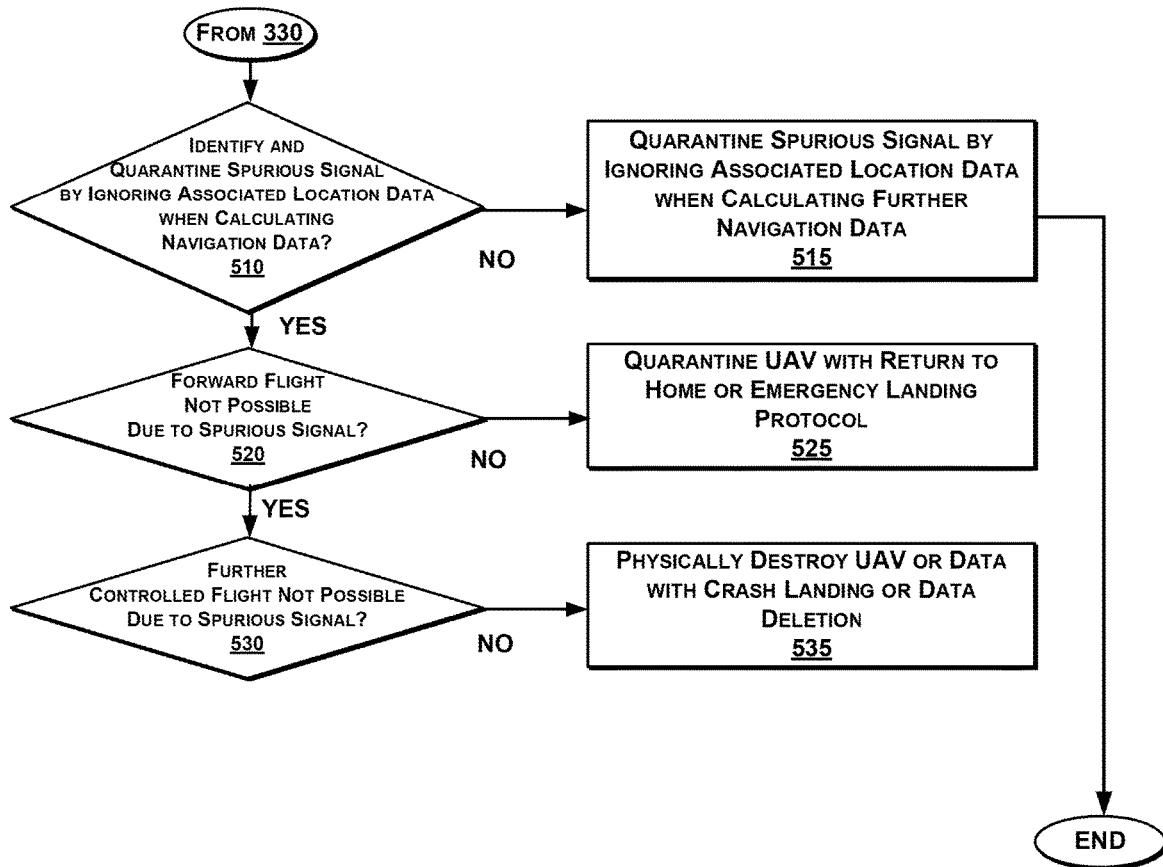 FROM 330
IDENTIFY AND
QUARANTINE SPURIOUS SIGNAL
BY IGNORING ASSOCIATED LOCATION DATA
WHEN CALCULATING
NAVIGATION DATA?
510
NO
QUARANTINE SPURIOUS SIGNAL BY
IGNORING ASSOCIATED LOCATION DATA
WHEN CALCULATING FURTHER
NAVIGATION DATA
515
YES
FORWARD FLIGHT
NOT POSSIBLE
DUE TO SPURIOUS SIGNAL?
520
NO
QUARANTINE UAV WITH RETURN TO
HOME OR EMERGENCY LANDING
PROTOCOL
525
YES
FURTHER
CONTROLLED FLIGHT NOT POSSIBLE
DUE TO SPURIOUS SIGNAL?
530
NO
PHYSICALLY DESTROY UAV OR DATA
WITH CRASH LANDING OR DATA
DELETION
535
END